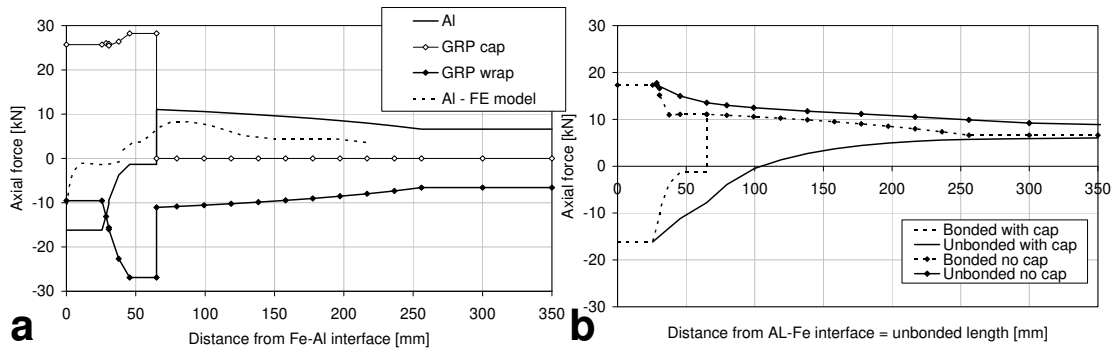 30
20
10
0
-10
-20
-30
Axial force [kN]
0 50 100 150 200 250 300 350
Distance from Fe-Al interface [mm]
Al
GRP cap
GRP wrap
Al - FE model
a
30
20
10
0
-10
-20
-30
Axial force [kN]
0 50 100 150 200 250 300 350
Distance from AL-Fe interface = unbonded length [mm]
Bonded with cap
Unbonded with cap
Bonded no cap
Unbonded no cap
b